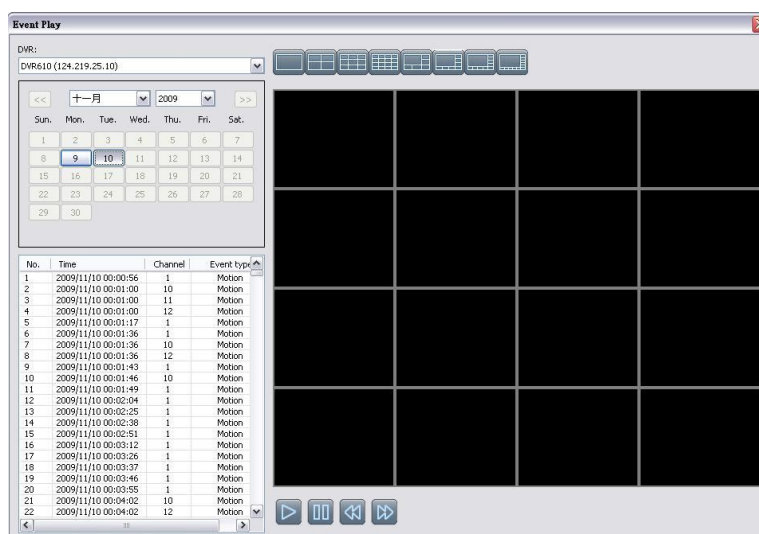 Event Play
DVR:
DVR610 (124.219.25.10)
<< 十一月 2009 >>
Sun. Mon. Tue. Wed. Thu. Fri. Sat.
1 2 3 4 5 6 7
8 9 10 11 12 13 14
15 16 17 18 19 20 21
22 23 24 25 26 27 28
29 30
No. Time Channel Event type
1 2009/11/10 00:00:56 1 Motion
2 2009/11/10 00:01:00 10 Motion
3 2009/11/10 00:01:00 11 Motion
4 2009/11/10 00:01:00 12 Motion
5 2009/11/10 00:01:17 1 Motion
6 2009/11/10 00:01:36 1 Motion
7 2009/11/10 00:01:36 10 Motion
8 2009/11/10 00:01:36 12 Motion
9 2009/11/10 00:01:43 1 Motion
10 2009/11/10 00:01:46 10 Motion
11 2009/11/10 00:01:49 1 Motion
12 2009/11/10 00:02:04 1 Motion
13 2009/11/10 00:02:25 1 Motion
14 2009/11/10 00:02:38 1 Motion
15 2009/11/10 00:02:51 1 Motion
16 2009/11/10 00:03:12 1 Motion
17 2009/11/10 00:03:26 1 Motion
18 2009/11/10 00:03:37 1 Motion
19 2009/11/10 00:03:46 1 Motion
20 2009/11/10 00:03:55 1 Motion
21 2009/11/10 00:04:02 10 Motion
22 2009/11/10 00:04:02 12 Motion